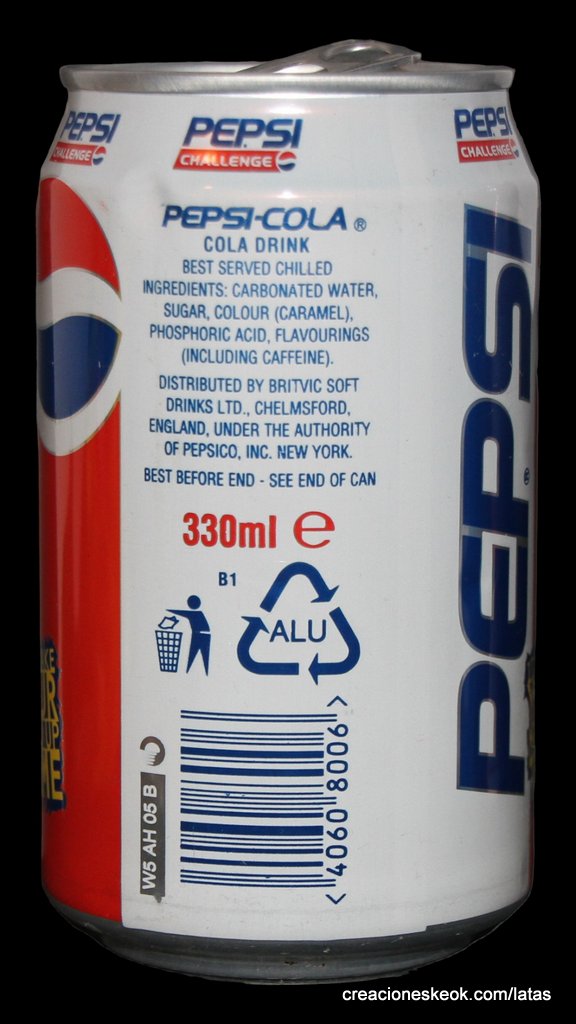 PEPSI
CHALLENGE
PEPSI
CHALLENGE
PEPSI
CHALLENGE
PEPSI-COLA ®
COLA DRINK
BEST SERVED CHILLED
INGREDIENTS: CARBONATED WATER,
SUGAR, COLOUR (CARAMEL),
PHOSPHORIC ACID, FLAVOURINGS
(INCLUDING CAFFEINE).
DISTRIBUTED BY BRITVIC SOFT
DRINKS LTD., CHELMSFORD,
ENGLAND, UNDER THE AUTHORITY
OF PEPSICO, INC. NEW YORK.
BEST BEFORE END - SEE END OF CAN
330ml e
B1
ALU
W5 AH 05 B
<4060 8006>
PEPSI ®
creacioneskeok.com/latas